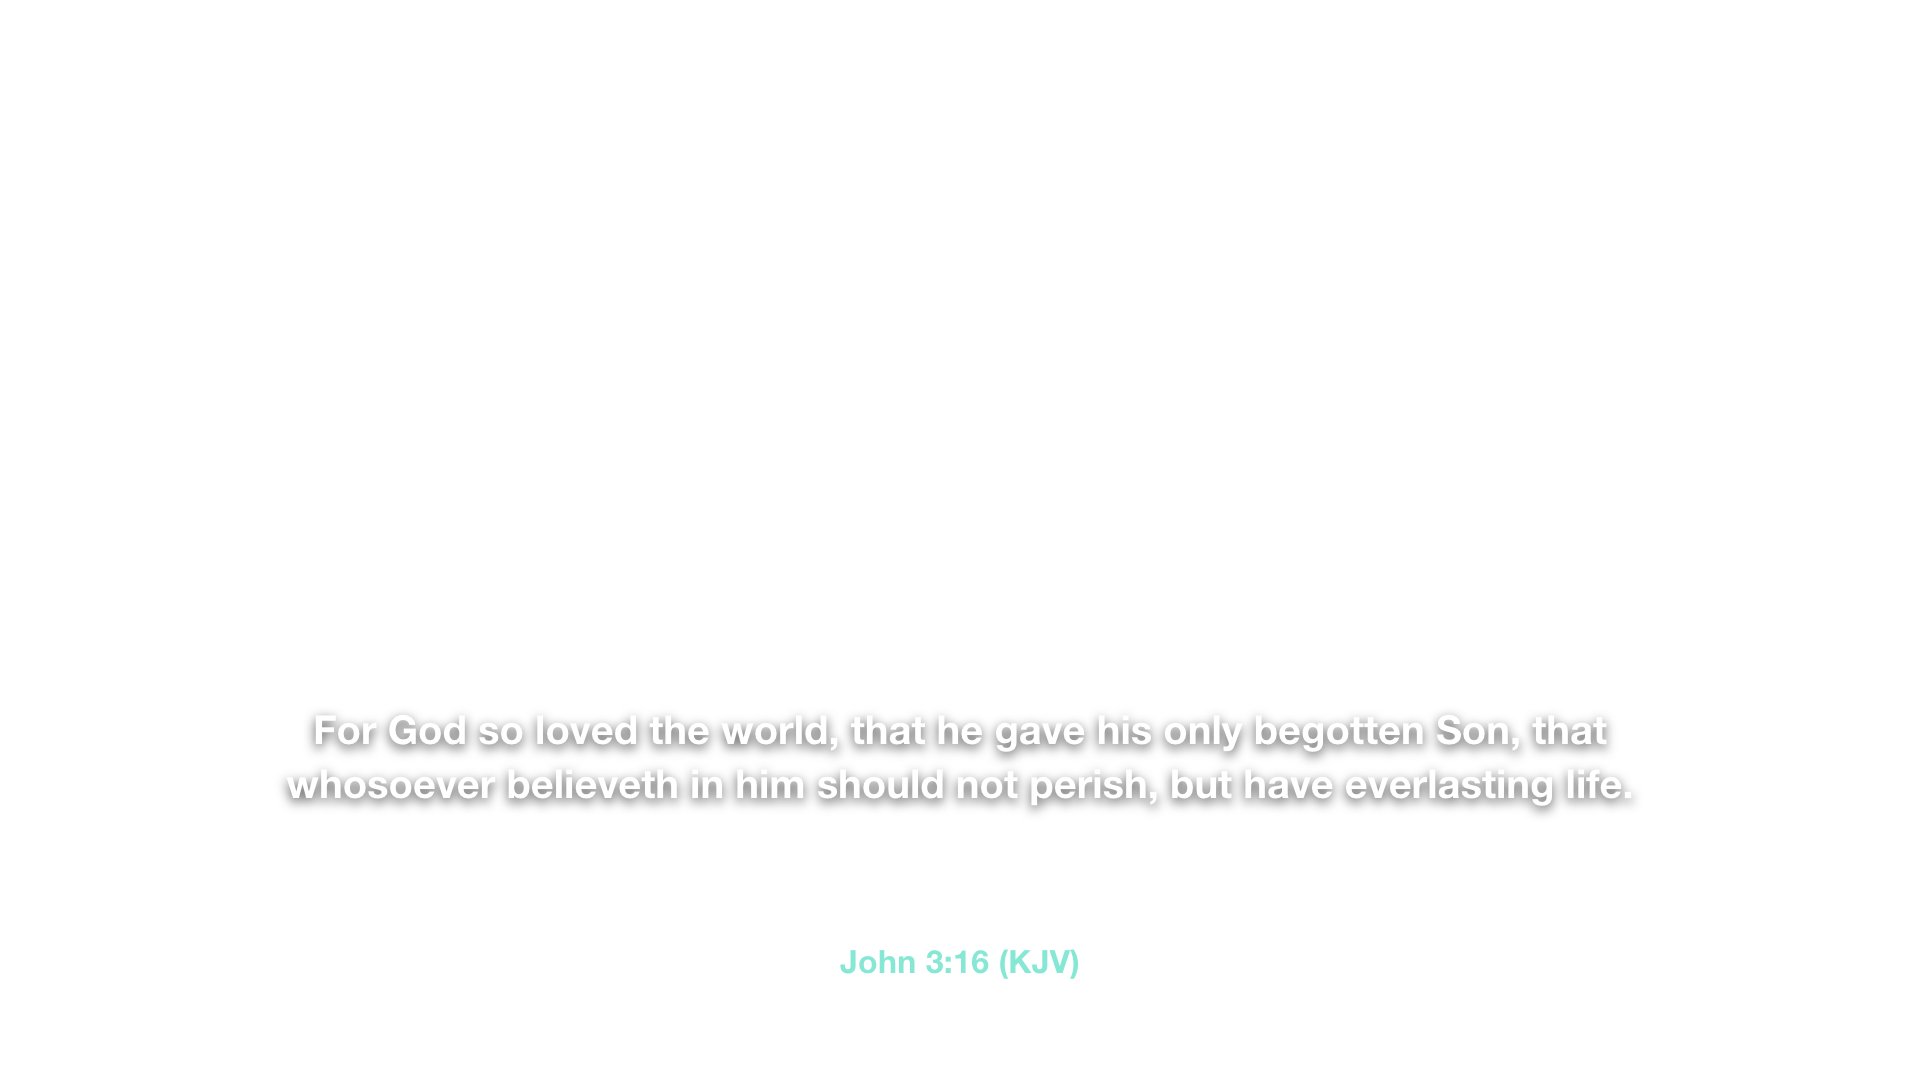 For God so loved the world, that he gave his only begotten Son, that
whosoever believeth in him should not perish, but have everlasting life.
John 3:16 (KJV)